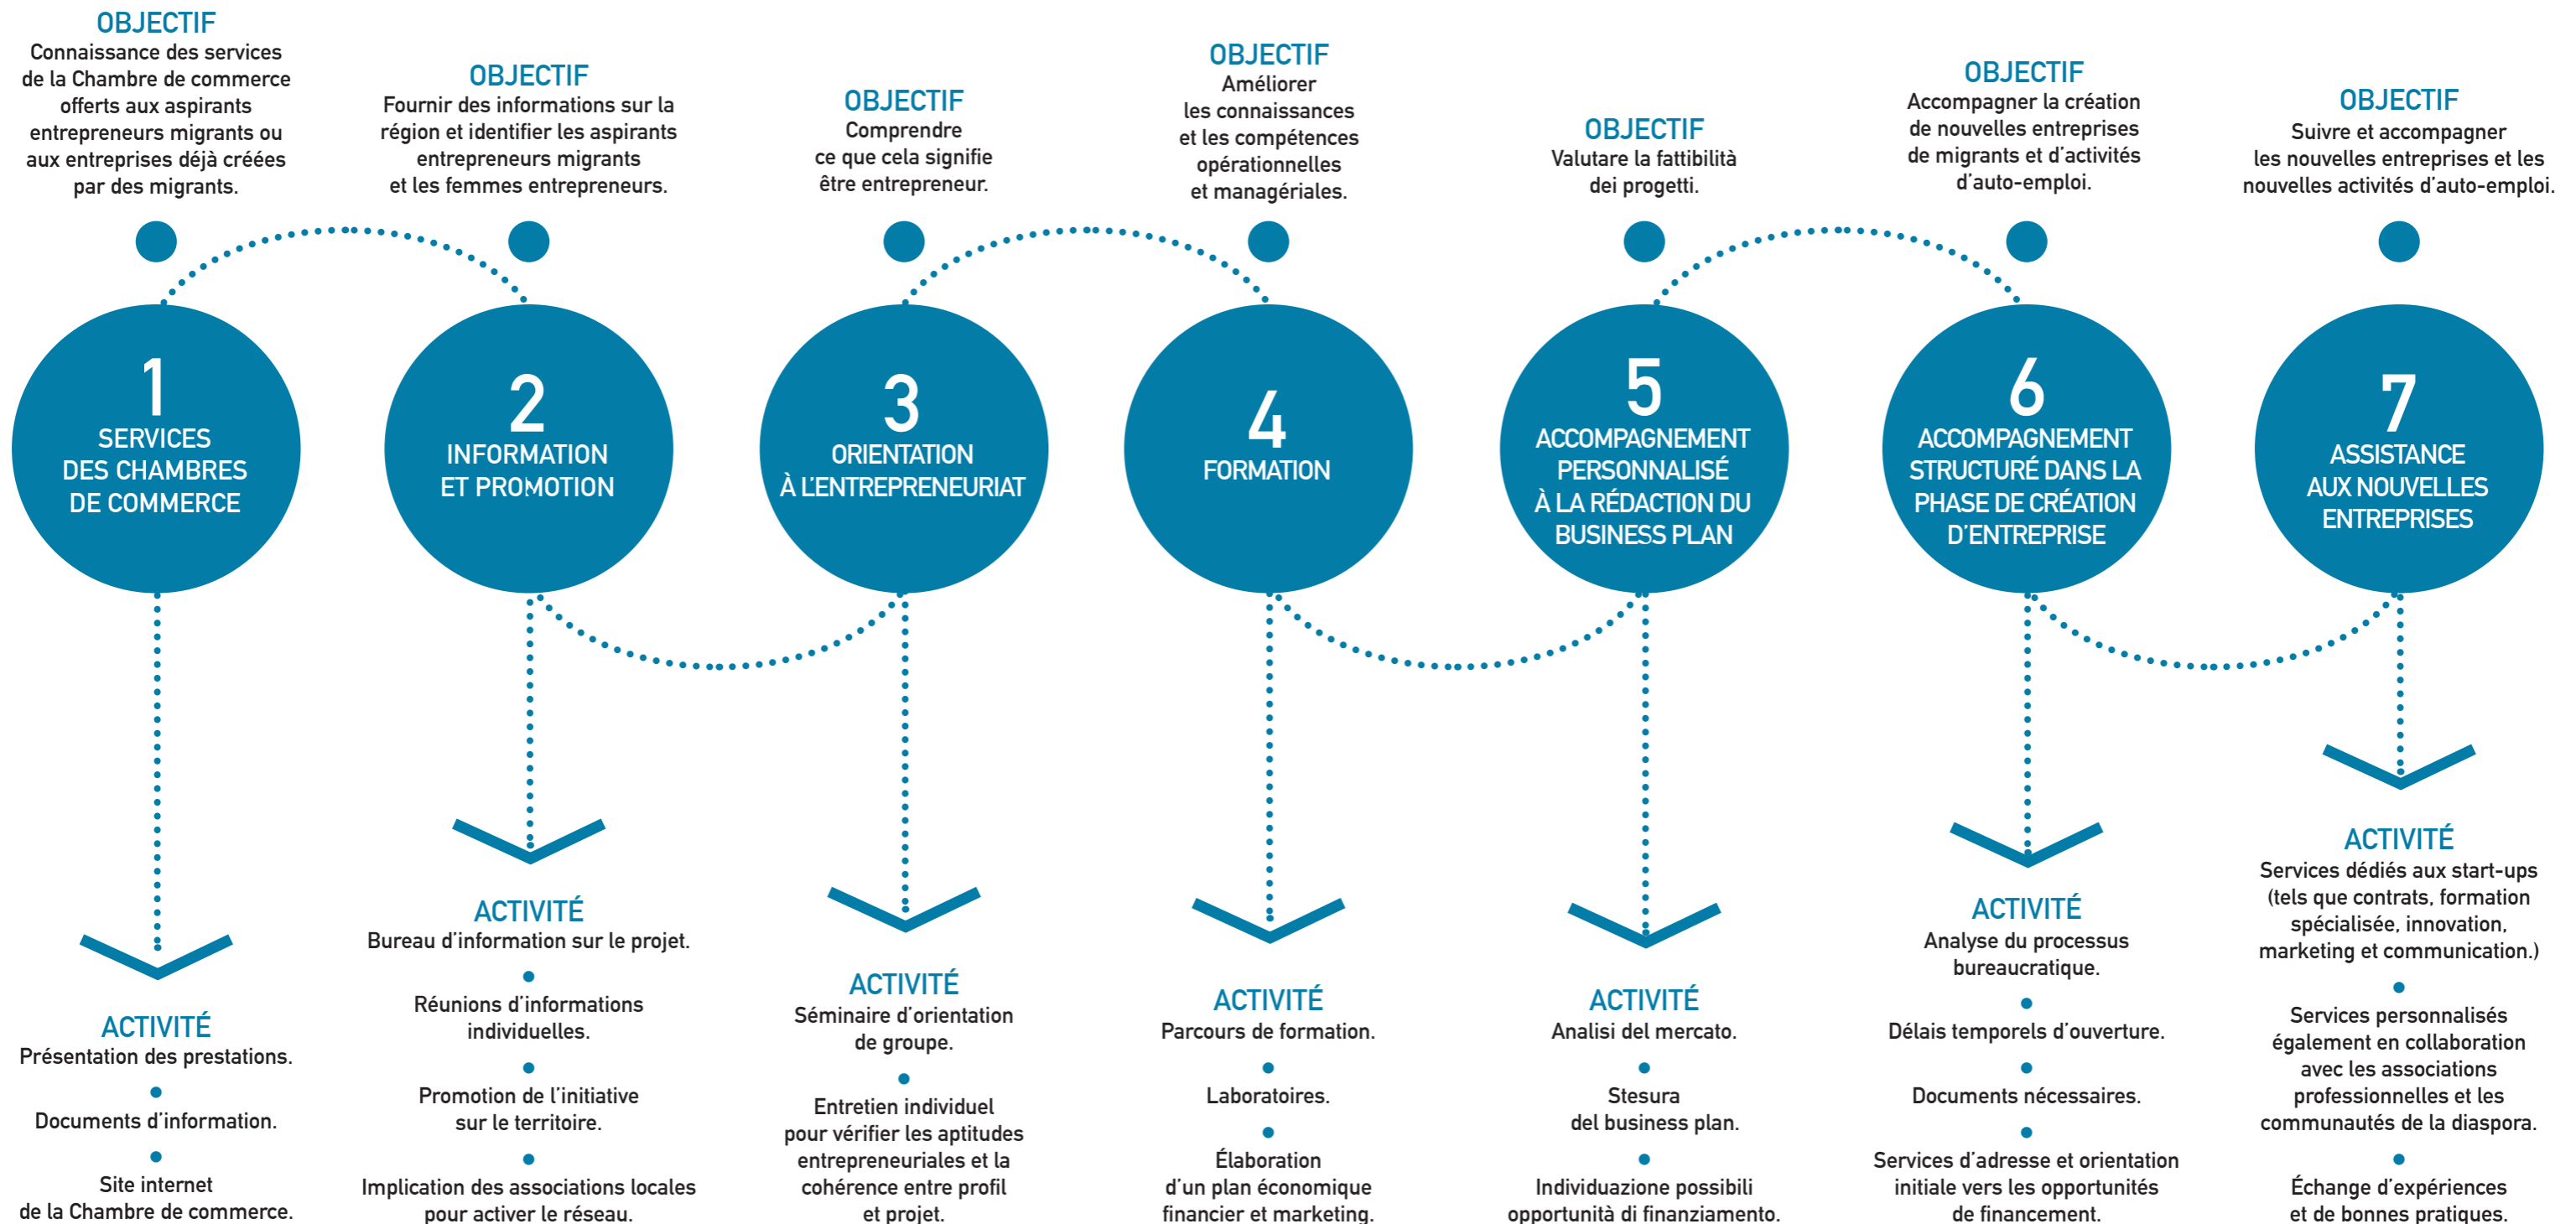 OBJECTIF
Connaissance des services
de la Chambre de commerce
offerts aux aspirants
entrepreneurs migrants ou
aux entreprises déjà créées
par des migrants.
1
SERVICES
DES CHAMBRES
DE COMMERCE
ACTIVITÉ
Présentation des prestations.
Documents d'information.
Site internet
de la Chambre de commerce.
OBJECTIF
Fournir des informations sur la
région et identifier les aspirants
entrepreneurs migrants
et les femmes entrepreneurs.
2
INFORMATION
ET PROMOTION
ACTIVITÉ
Bureau d'information sur le projet.
Réunions d'informations
individuelles.
Promotion de l'initiative
sur le territoire.
Implication des associations locales
pour activer le réseau.
OBJECTIF
Comprendre
ce que cela signifie
être entrepreneur.
3
ORIENTATION
À L'ENTREPRENEURIAT
ACTIVITÉ
Séminaire d'orientation
de groupe.
Entretien individuel
pour vérifier les aptitudes
entrepreneuriales et la
cohérence entre profil
et projet.
OBJECTIF
Améliorer
les connaissances
et les compétences
opérationnelles
et managériales.
4
FORMATION
ACTIVITÉ
Parcours de formation.
Laboratoires.
Élaboration
d'un plan économique
financier et marketing.
OBJECTIF
Valutare la fattibilità
dei progetti.
5
ACCOMPAGNEMENT
PERSONNALISÉ
À LA RÉDACTION DU
BUSINESS PLAN
ACTIVITÉ
Analisi del mercato.
Stesura
del business plan.
Individuazione possibili
opportunità di finanziamento.
OBJECTIF
Accompagner la création
de nouvelles entreprises
de migrants et d'activités
d'auto-emploi.
6
ACCOMPAGNEMENT
STRUCTURÉ DANS LA
PHASE DE CRÉATION
D'ENTREPRISE
ACTIVITÉ
Analyse du processus
bureaucratique.
Délais temporels d'ouverture.
Documents nécessaires.
Services d'adresse et orientation
initiale vers les opportunités
de financement.
OBJECTIF
Suivre et accompagner
les nouvelles entreprises et les
nouvelles activités d'auto-emploi.
7
ASSISTANCE
AUX NOUVELLES
ENTREPRISES
ACTIVITÉ
Services dédiés aux start-ups
(tels que contrats, formation
spécialisée, innovation,
marketing et communication.)
Services personnalisés
également en collaboration
avec les associations
professionnelles et les
communautés de la diaspora.
Échange d'expériences
et de bonnes pratiques.